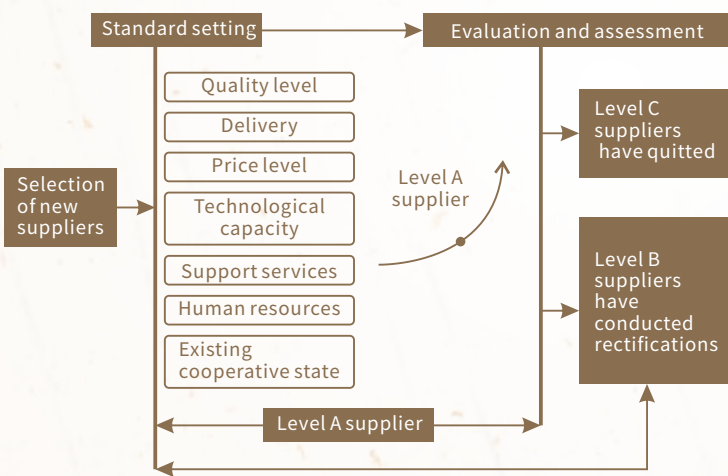 Standard setting
Evaluation and assessment
Selection
of new
suppliers
Quality level
Delivery
Price level
Technological
capacity
Support services
Human resources
Existing
cooperative state
Level A
supplier
Level C
suppliers
have quitted
Level B
suppliers
have
conducted
rectifications
Level A supplier